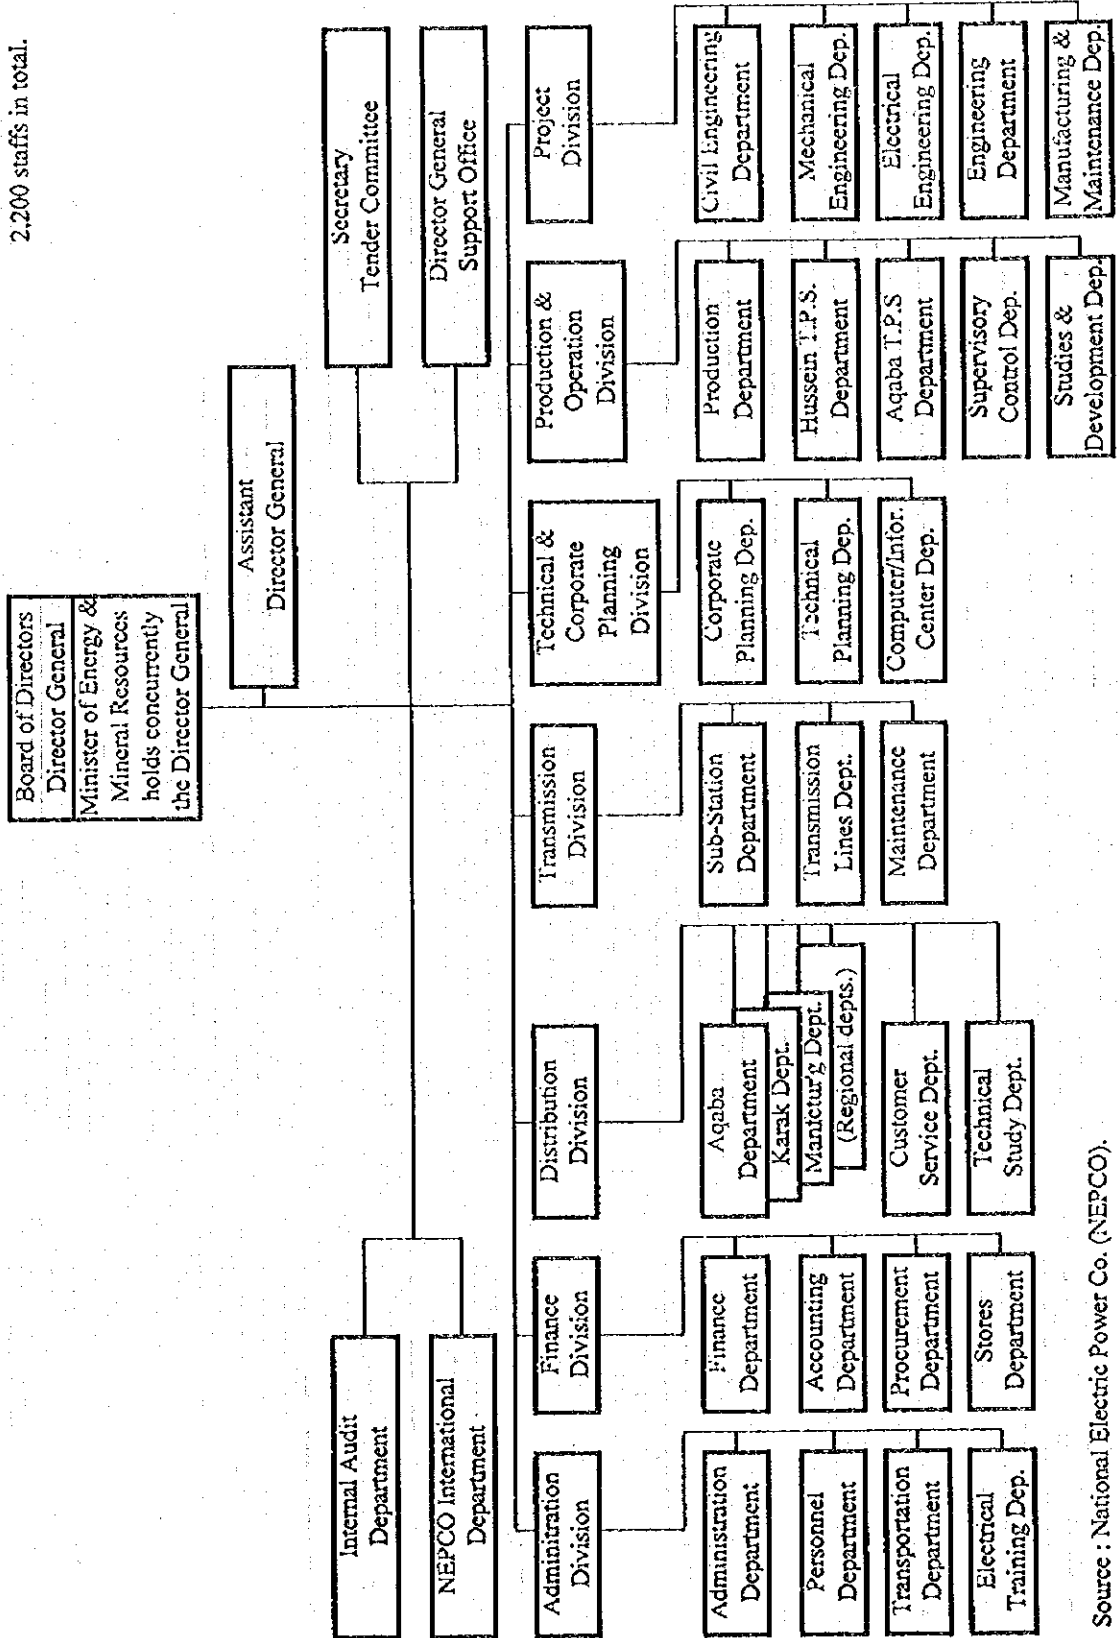 2,200 staffs in total.
Board of Directors
Director General
Minister of Energy &
Mineral Resources
holds concurrently
the Director General
Assistant
Director General
Internal Audit
Department
NEPCO International
Department
Secretary
Tender Committee
Director General
Support Office
Adminitration
Division
Administration
Department
Personnel
Department
Transportation
Department
Electrical
Training Dep.
Finance
Division
Finance
Department
Accounting
Department
Procurement
Department
Stores
Department
Distribution
Division
Aqaba
Department
Karak Dept.
Manfctur'g Dept.
(Regional depts.)
Customer
Service Dept.
Technical
Study Dept.
Transmission
Division
Sub-Station
Department
Transmission
Lines Dept.
Maintenance
Department
Technical &
Corporate
Planning
Division
Corporate
Planning Dep.
Technical
Planning Dep.
Computer/Infor.
Center Dep.
Production &
Operation
Division
Production
Department
Hussein T.P.S.
Department
Aqaba T.P.S
Department
Supervisory
Control Dep.
Studies &
Development Dep.
Project
Division
Civil Engineering
Department
Mechanical
Engineering Dep.
Electrical
Engineering Dep.
Engineering
Department
Manufacturing &
Maintenance Dep.
Source : National Electric Power Co. (NEPCO).